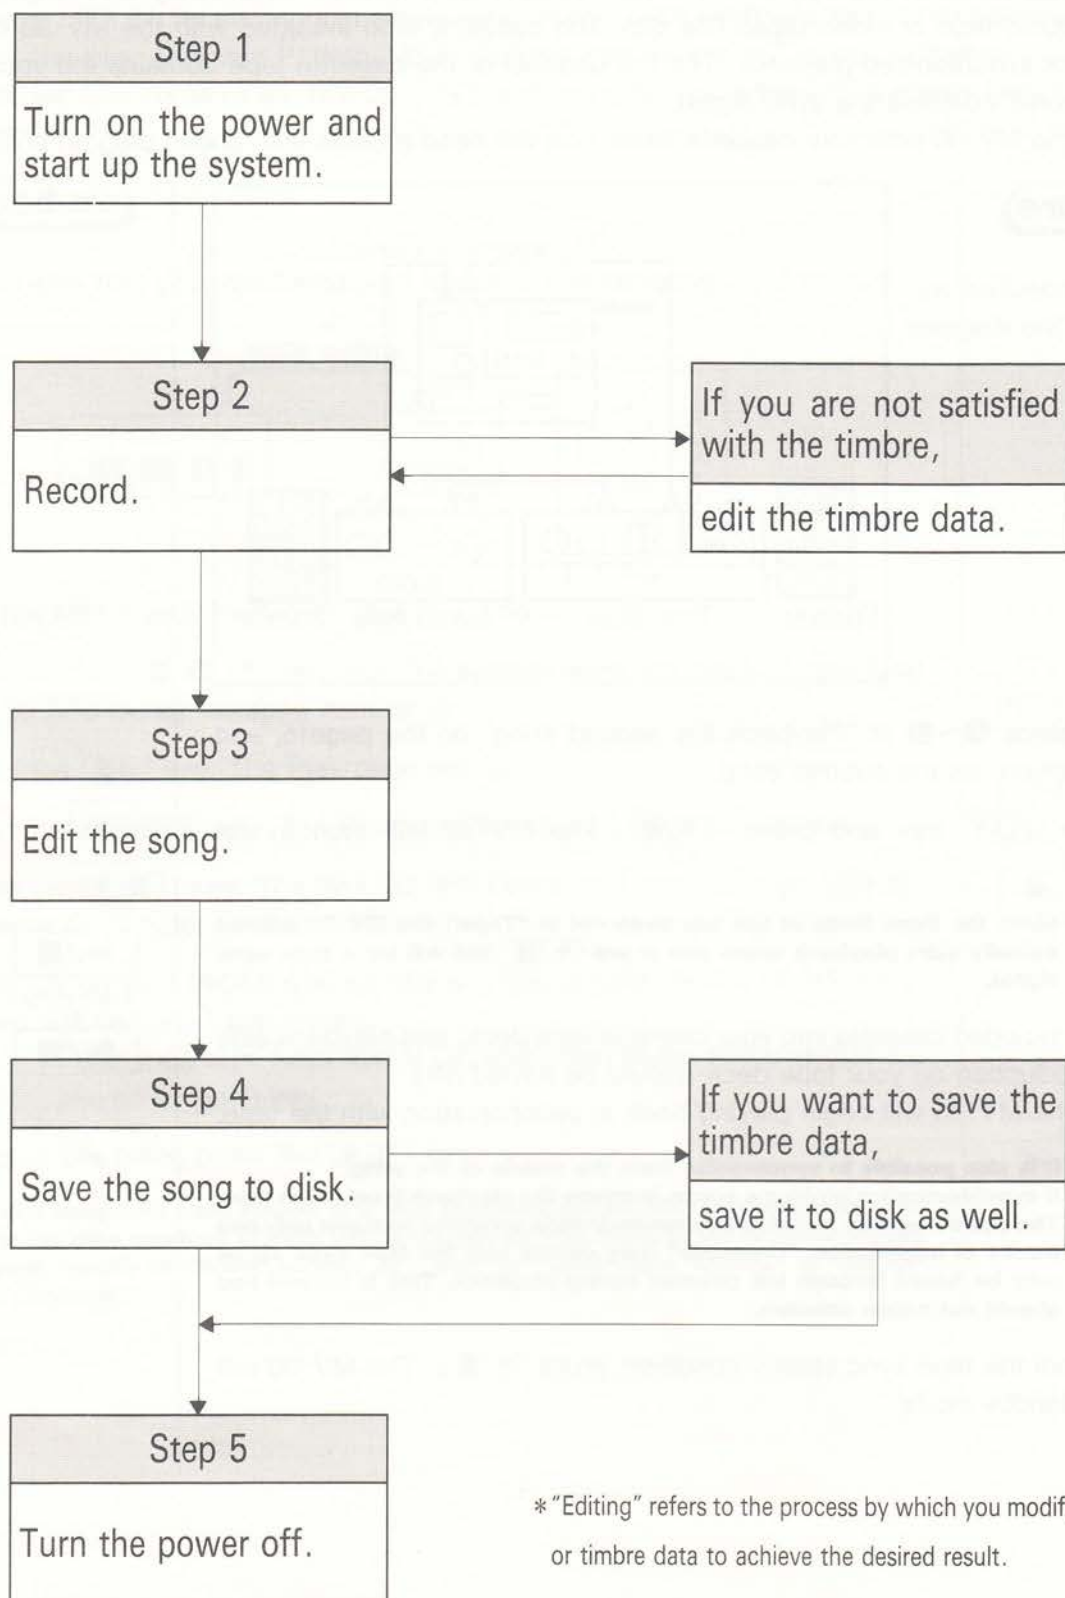 Step 1
Turn on the power and
start up the system.
Step 2
Record.
If you are not satisfied
with the timbre,
edit the timbre data.
Step 3
Edit the song.
Step 4
Save the song to disk.
If you want to save the
timbre data,
save it to disk as well.
Step 5
Turn the power off.
*“Editing” refers to the process by which you modif
or timbre data to achieve the desired result.